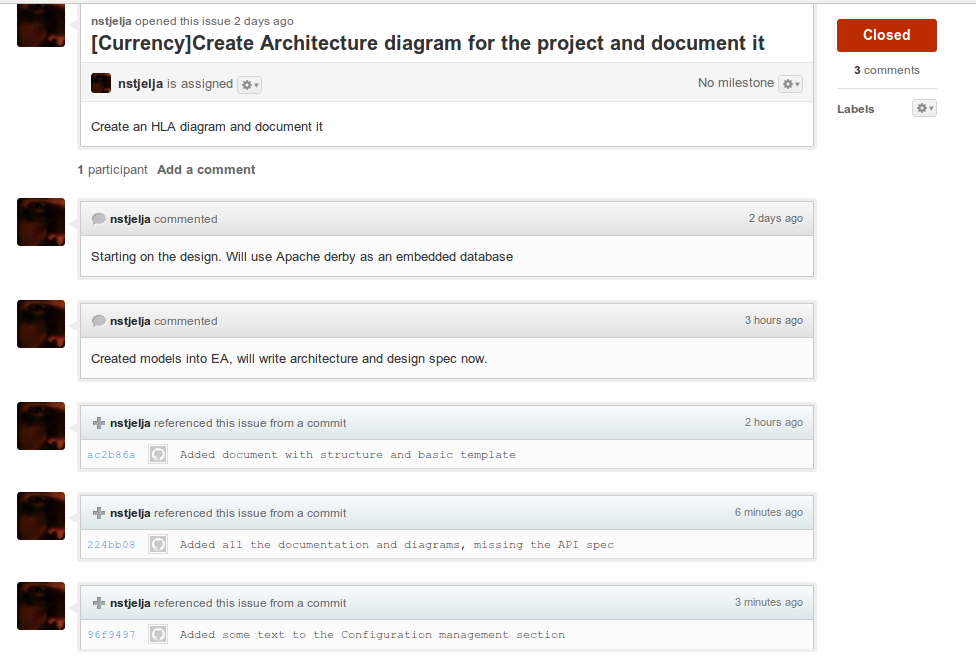 nstjelja opened this issue 2 days ago
[Currency]Create Architecture diagram for the project and document it
Closed
3 comments
nstjelja is assigned
No milestone
Labels
Create an HLA diagram and document it
1 participant Add a comment
nstjelja commented
2 days ago
Starting on the design. Will use Apache derby as an embedded database
nstjelja commented
3 hours ago
Created models into EA, will write architecture and design spec now.
nstjelja referenced this issue from a commit
2 hours ago
ac2b86a Added document with structure and basic template
nstjelja referenced this issue from a commit
6 minutes ago
224bb08 Added all the documentation and diagrams, missing the API spec
nstjelja referenced this issue from a commit
3 minutes ago
96f9497 Added some text to the Configuration management section